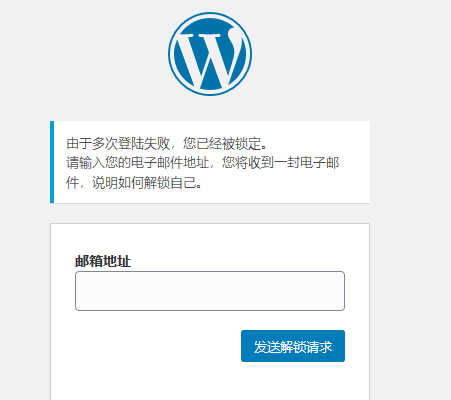 由于多次登陆失败，您已经被锁定。
请输入您的电子邮件地址，您将收到一封电子邮
件，说明如何解锁自己。
邮箱地址
发送解锁请求